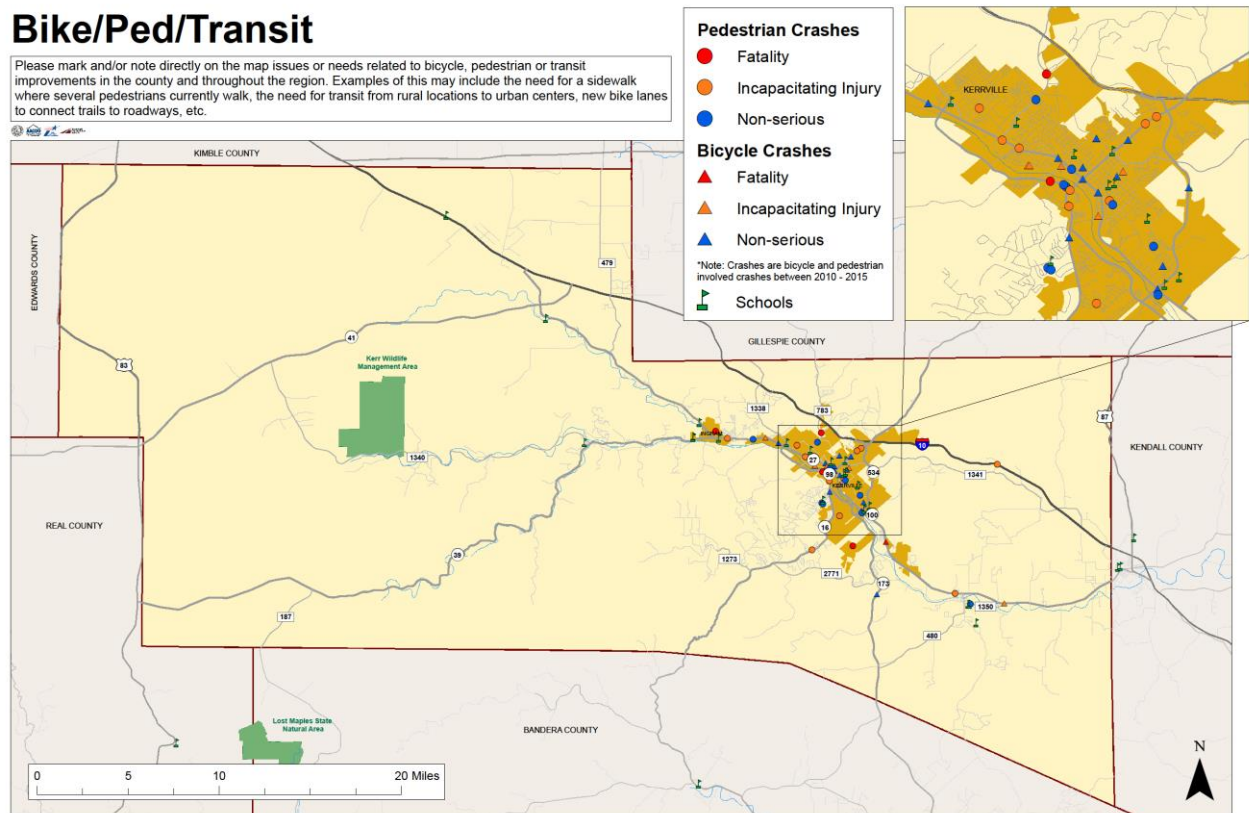 Bike/Ped/Transit
Please mark and/or note directly on the map issues or needs related to bicycle, pedestrian or transit
improvements in the county and throughout the region. Examples of this may include the need for a sidewalk
where several pedestrians currently walk, the need for transit from rural locations to urban centers, new bike lanes
to connect trails to roadways, etc.
Pedestrian Crashes
Fatality
Incapacitating Injury
Non-serious
Bicycle Crashes
Fatality
Incapacitating Injury
Non-serious
*Note: Crashes are bicycle and pedestrian
involved crashes between 2010 - 2015
Schools
KERRVILLE
KIMBLE COUNTY
EDWARDS COUNTY
479
41
83
GILLESPIE COUNTY
Kerr Wildlife
Management Area
87
1338
783
KENDALL COUNTY
10
1340
27
98
534
1341
REAL COUNTY
100
16
39
1273
2771
173
1350
187
480
Lost Maples State
Natural Area
BANDERA COUNTY
N
0
5
10
20 Miles